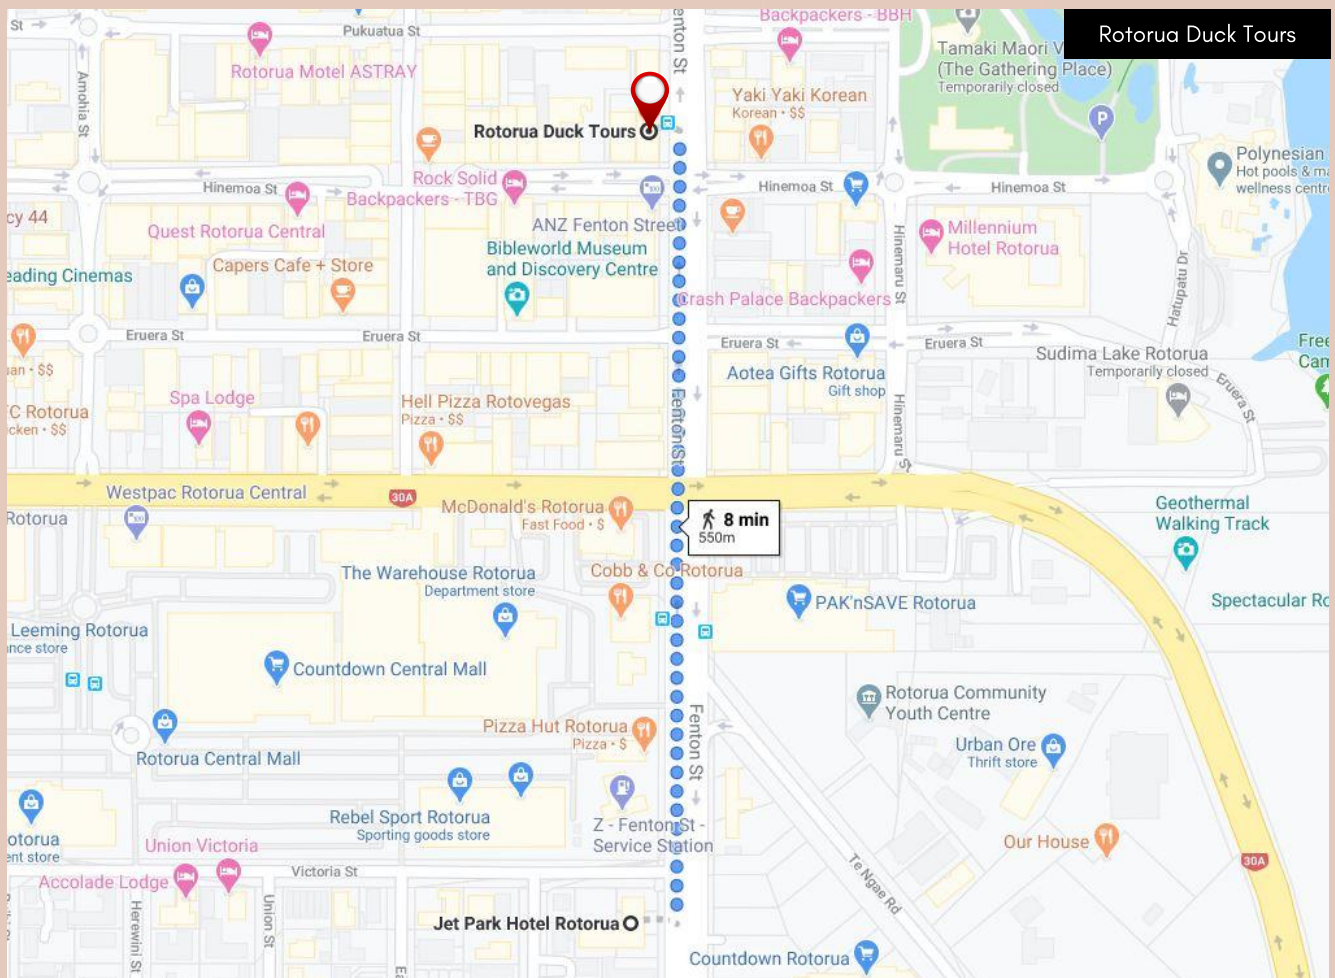 Rotorua Duck Tours
St
Pukuatua St
Backpackers - BBH
Rotorua Motel ASTRAY
Amohia St
enton St
Tamaki Maori V
(The Gathering Place)
Temporarily closed
Yaki Yaki Korean
Korean • $$
P
Rotorua Duck Tours
Polynesian
Hot pools & ma
wellness centr
Hinemoa St
Rock Solid
Backpackers - TBG
Hinemoa St
Hinemoa St
cy 44
Quest Rotorua Central
ANZ Fenton Street
Millennium
Hotel Rotorua
Hinemaru St
Hatupatu Dr
Bibleworld Museum
and Discovery Centre
eading Cinemas
Capers Cafe + Store
Crash Palace Backpackers
Eruera St
Eruera St
Eruera St
Eruera St
Free
Cam
Sudima Lake Rotorua
Temporarily closed
Eruera St
Aotea Gifts Rotorua
Gift shop
uan • $$
Spa Lodge
Hell Pizza Rotovegas
Pizza • $$
Fenton St
Hinemaru St
FC Rotorua
cken • $$
Westpac Rotorua Central
30A
McDonald's Rotorua
Fast Food • $
8 min
550m
Geothermal
Walking Track
Rotorua
The Warehouse Rotorua
Department store
Cobb & Co Rotorua
PAK'nSAVE Rotorua
Spectacular Ro
Leeming Rotorua
nce store
Countdown Central Mall
Rotorua Community
Youth Centre
Pizza Hut Rotorua
Pizza • $
Fenton St
Urban Ore
Thrift store
Rotorua Central Mall
Rebel Sport Rotorua
Sporting goods store
Z - Fenton St -
Service Station
otorua
ent store
Union Victoria
Our House
30A
Victoria St
Accolade Lodge
Te Ngae Rd
Herewini St
Union St
Jet Park Hotel Rotorua
Countdown Rotorua